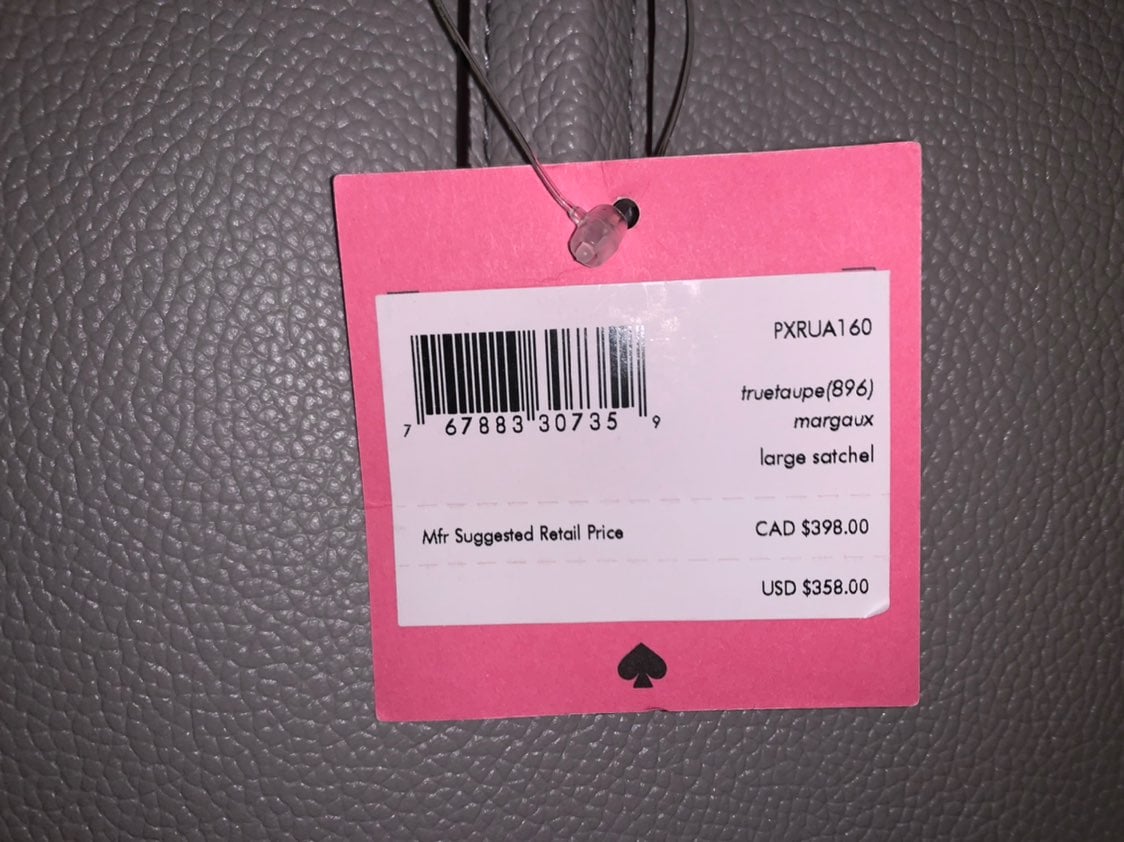 PXRUA160
truetaupe(896)
margaux
large satchel
7 67883 30735 9
Mfr Suggested Retail Price CAD $398.00
USD $358.00